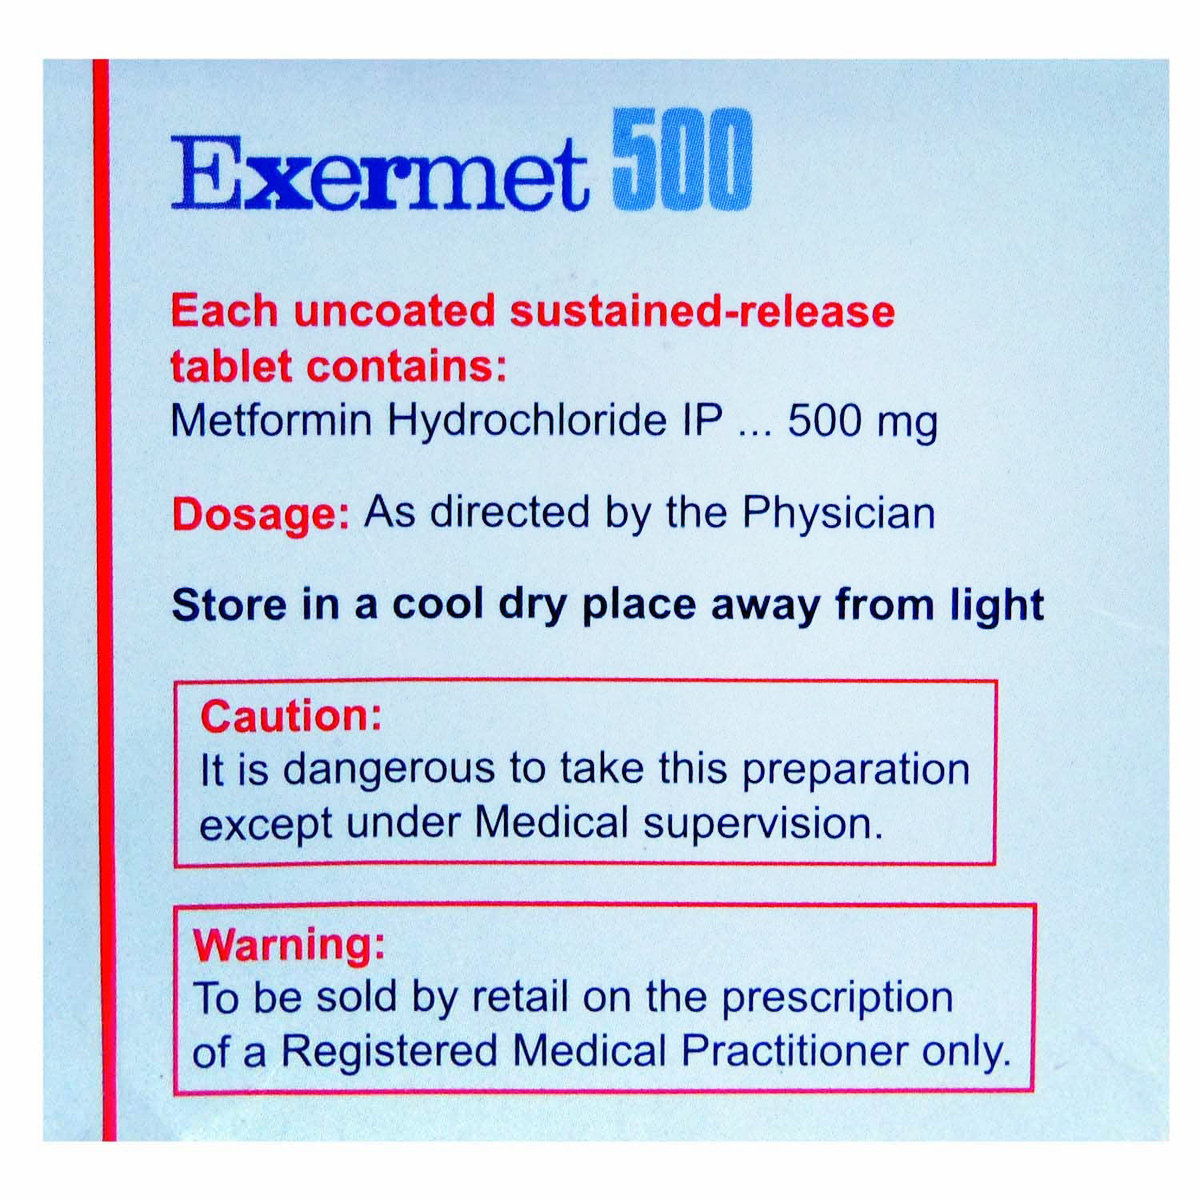 Exermet 500
Each uncoated sustained-release
tablet contains:
Metformin Hydrochloride IP ... 500 mg
Dosage: As directed by the Physician
Store in a cool dry place away from light
Caution:
It is dangerous to take this preparation
except under Medical supervision.
Warning:
To be sold by retail on the prescription
of a Registered Medical Practitioner only.